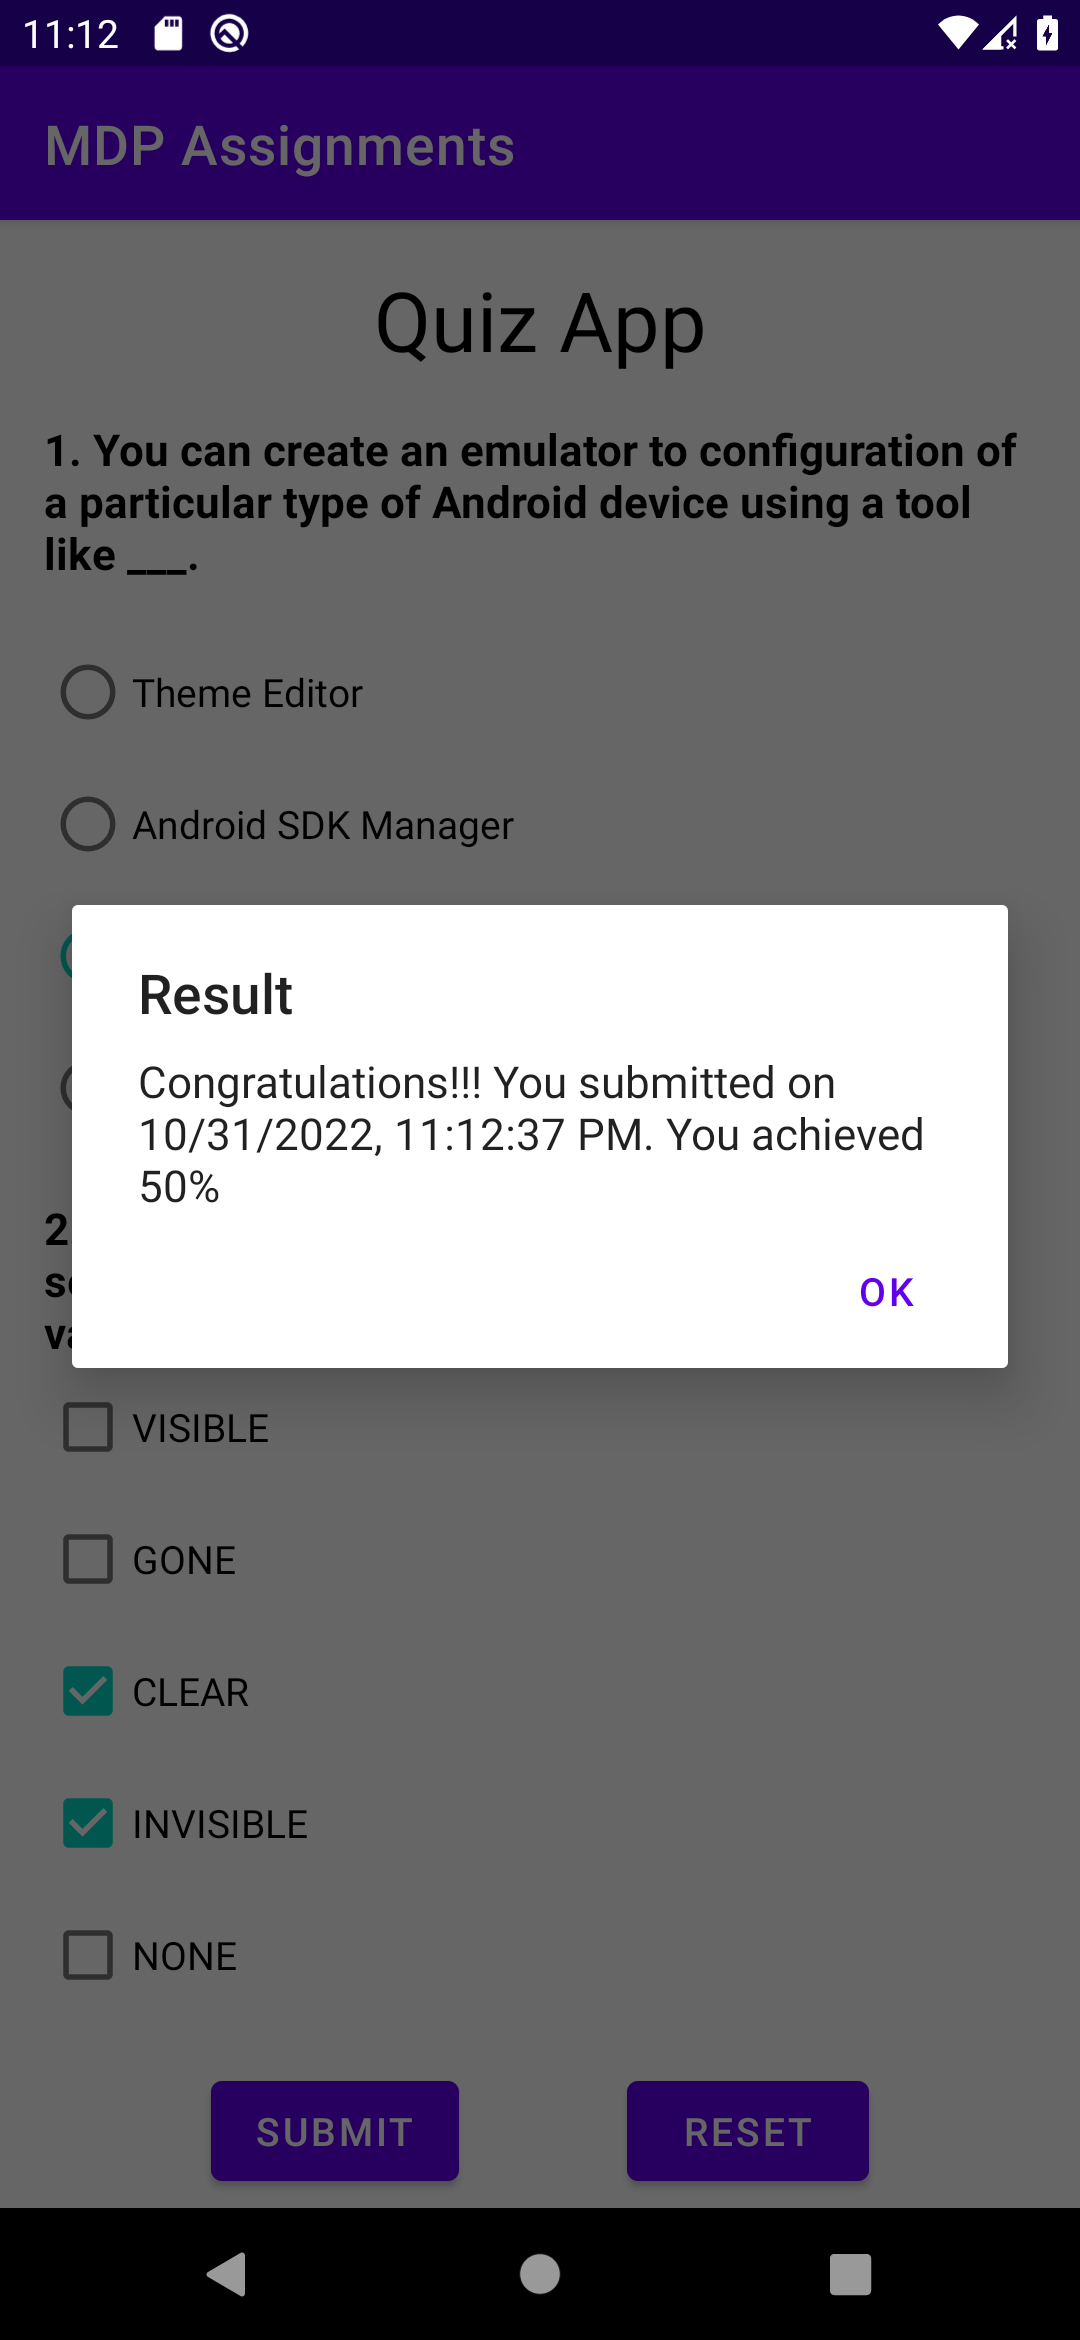 11:12
MDP Assignments
Quiz App
1. You can create an emulator to configuration of
a particular type of Android device using a tool
like ___.
Theme Editor
Android SDK Manager
Result
Congratulations!!! You submitted on
10/31/2022, 11:12:37 PM. You achieved
50%
OK
2
VISIBLE
GONE
CLEAR
INVISIBLE
NONE
SUBMIT
RESET